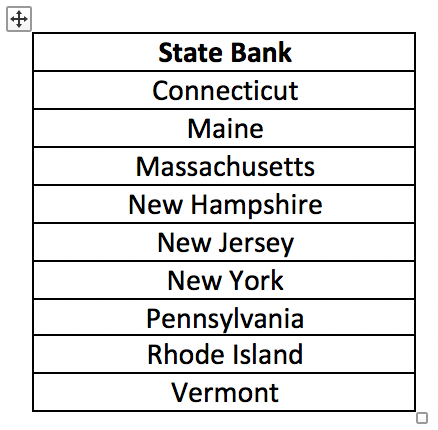 State Bank
Connecticut
Maine
Massachusetts
New Hampshire
New Jersey
New York
Pennsylvania
Rhode Island
Vermont